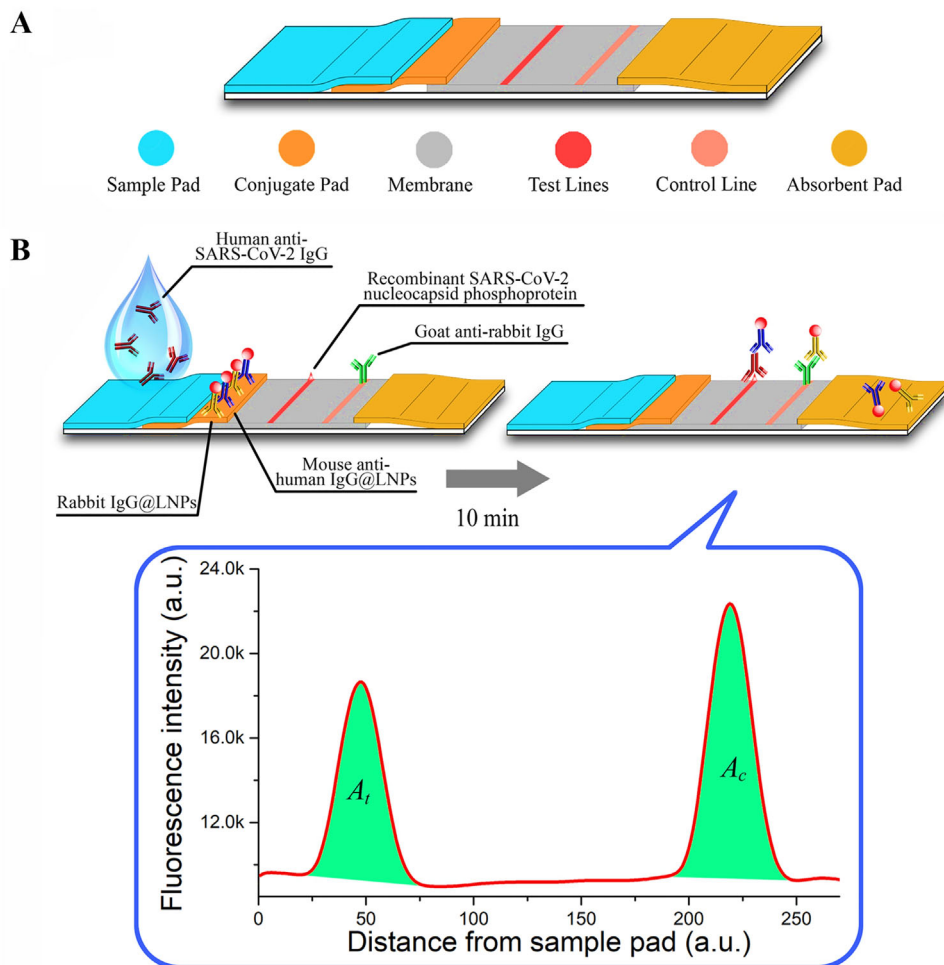 A
Sample Pad
Conjugate Pad
Membrane
Test Lines
Control Line
Absorbent Pad
B
Human anti-
SARS-CoV-2 IgG
Recombinant SARS-CoV-2
nucleocapsid phosphoprotein
Goat anti-rabbit IgG
Mouse anti-
human IgG@LNPs
Rabbit IgG@LNPs
10 min
Fluorescence intensity (a.u.)
24.0k
20.0k
16.0k
12.0k
At
Ac
0
50
100
150
200
250
Distance from sample pad (a.u.)